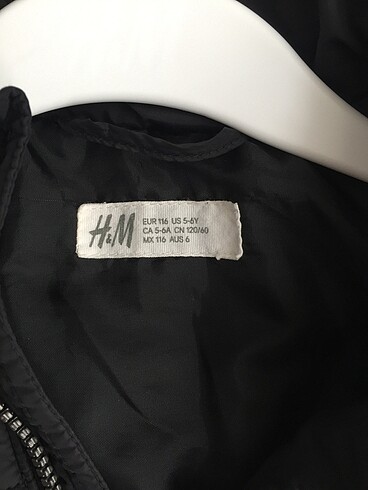 H&M
EUR 116 US 5-6Y
CA 5-6A CN 120/60
MX 116 AUS 6